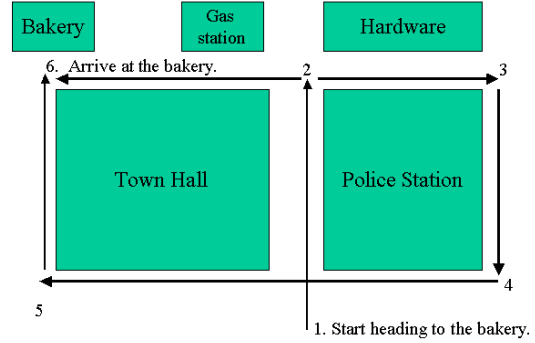 Bakery
Gas
station
Hardware
6.  Arrive at the bakery.
2
3
Town Hall
Police Station
4
5
1. Start heading to the bakery.